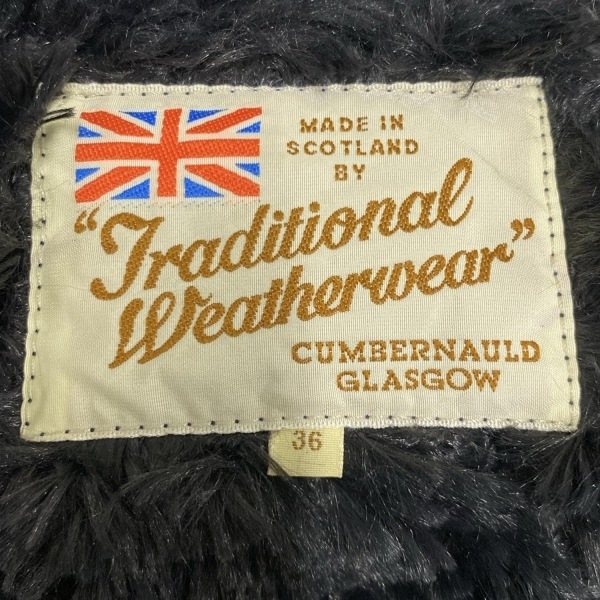 MADE IN
SCOTLAND
BY
"Traditional
Weatherwear"
CUMBERNAULD
GLASGOW
36